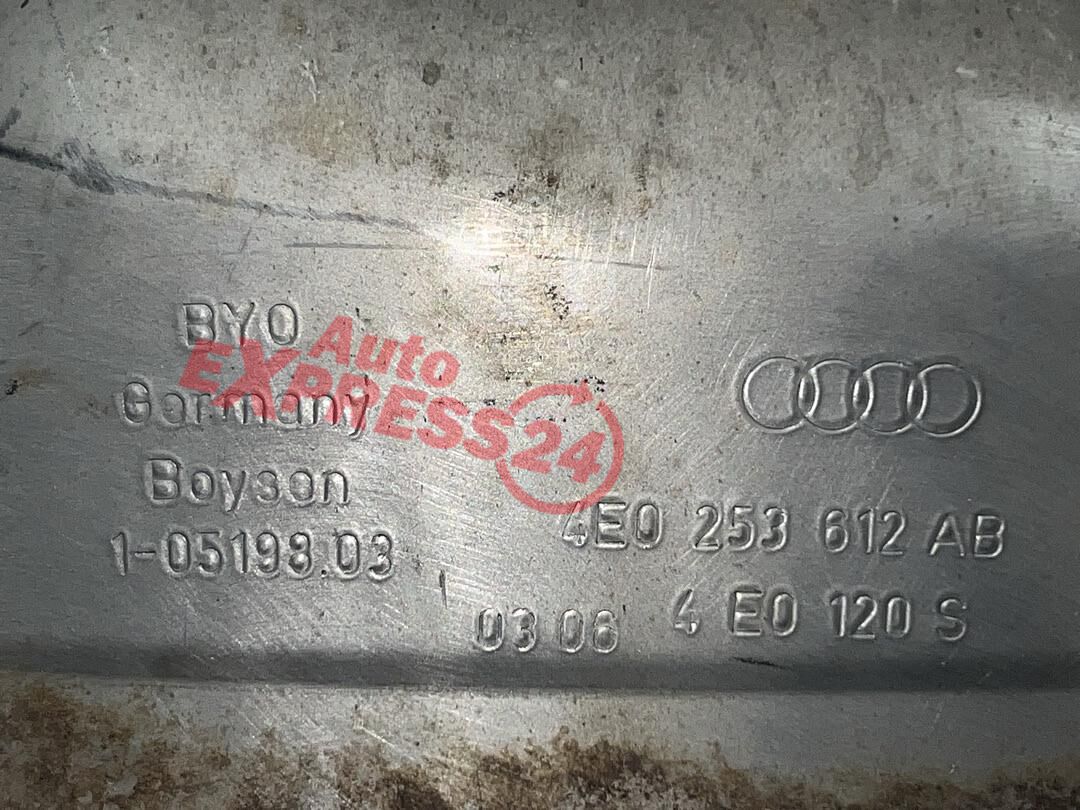 BYO
Germany
Boysen
1-05198.03
Auto
EXPRESS24
4E0 253 612 AB
03 06
4 E0 120 S